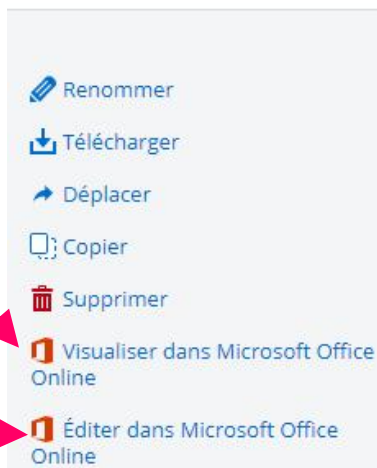 Renommer
Télécharger
Déplacer
Copier
Supprimer
Visualiser dans Microsoft Office
Online
Éditer dans Microsoft Office
Online